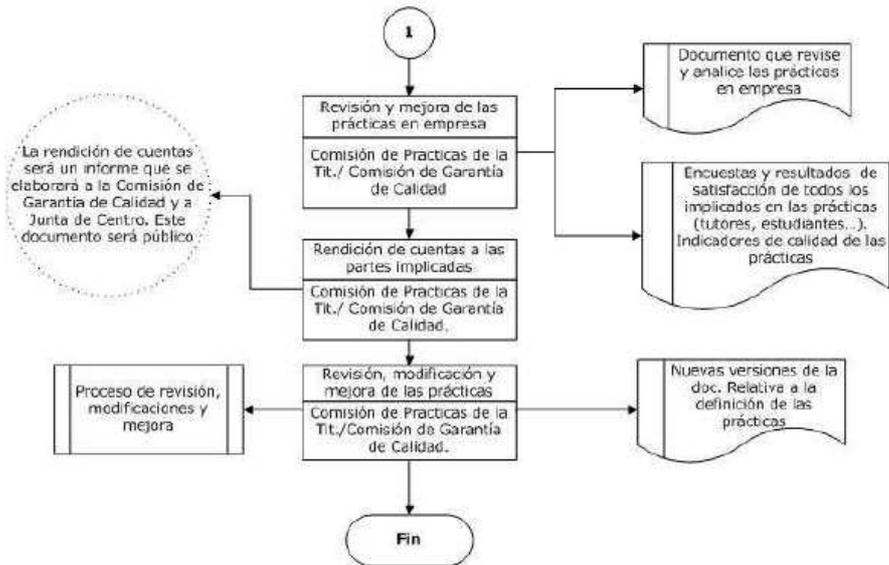 1
Documento que revise
y analice las prácticas
en empresa
Revisión y mejora de las
prácticas en empresa
Comisión de Practicas de la
Tit./ Comisión de Garantía
de Calidad
La rendición de cuentas
será un informe que se
elaborará a la Comisión de
Garantía de Calidad y a
Junta de Centro. Este
documento será público
Encuestas y resultados de
satisfacción de todos los
implicados en las prácticas
(tutores, estudiantes...).
Indicadores de calidad de las
prácticas
Rendición de cuentas a las
partes implicadas
Comisión de Practicas de la
Tit./ Comisión de Garantía
de Calidad.
Revisión, modificación y
mejora de las prácticas
Comisión de Practicas de la
Tit./Comisión de Garantía
de Calidad.
Proceso de revisión,
modificaciones y
mejora
Nuevas versiones de la
doc. Relativa a la
definición de las
prácticas
Fin